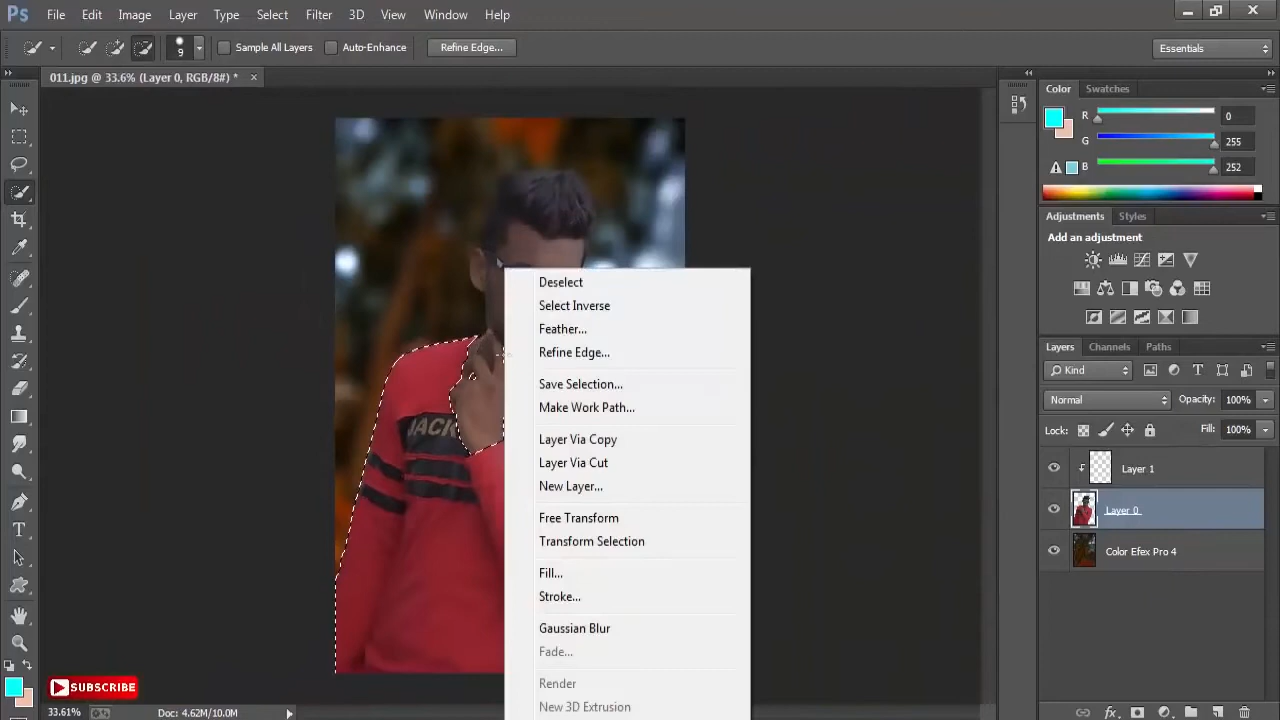 Ps File Edit Image Layer Type Select Filter 3D View Window Help
9 Sample All Layers Auto-Enhance Refine Edge... Essentials
011.jpg @ 33.6% (Layer 0, RGB/8#) *
Color Swatches
R 0
G 255
B 252
Adjustments Styles
Add an adjustment
Deselect
Select Inverse
Feather...
Refine Edge...
Save Selection...
Make Work Path...
Layer Via Copy
Layer Via Cut
New Layer...
Free Transform
Transform Selection
Fill...
Stroke...
Gaussian Blur
Fade...
Render
New 3D Extrusion
JACK
Layers Channels Paths
Kind
Normal Opacity: 100%
Lock: Fill: 100%
Layer 1
Layer 0
Color Efex Pro 4
SUBSCRIBE
33.61% Doc: 4.62M/10.0M